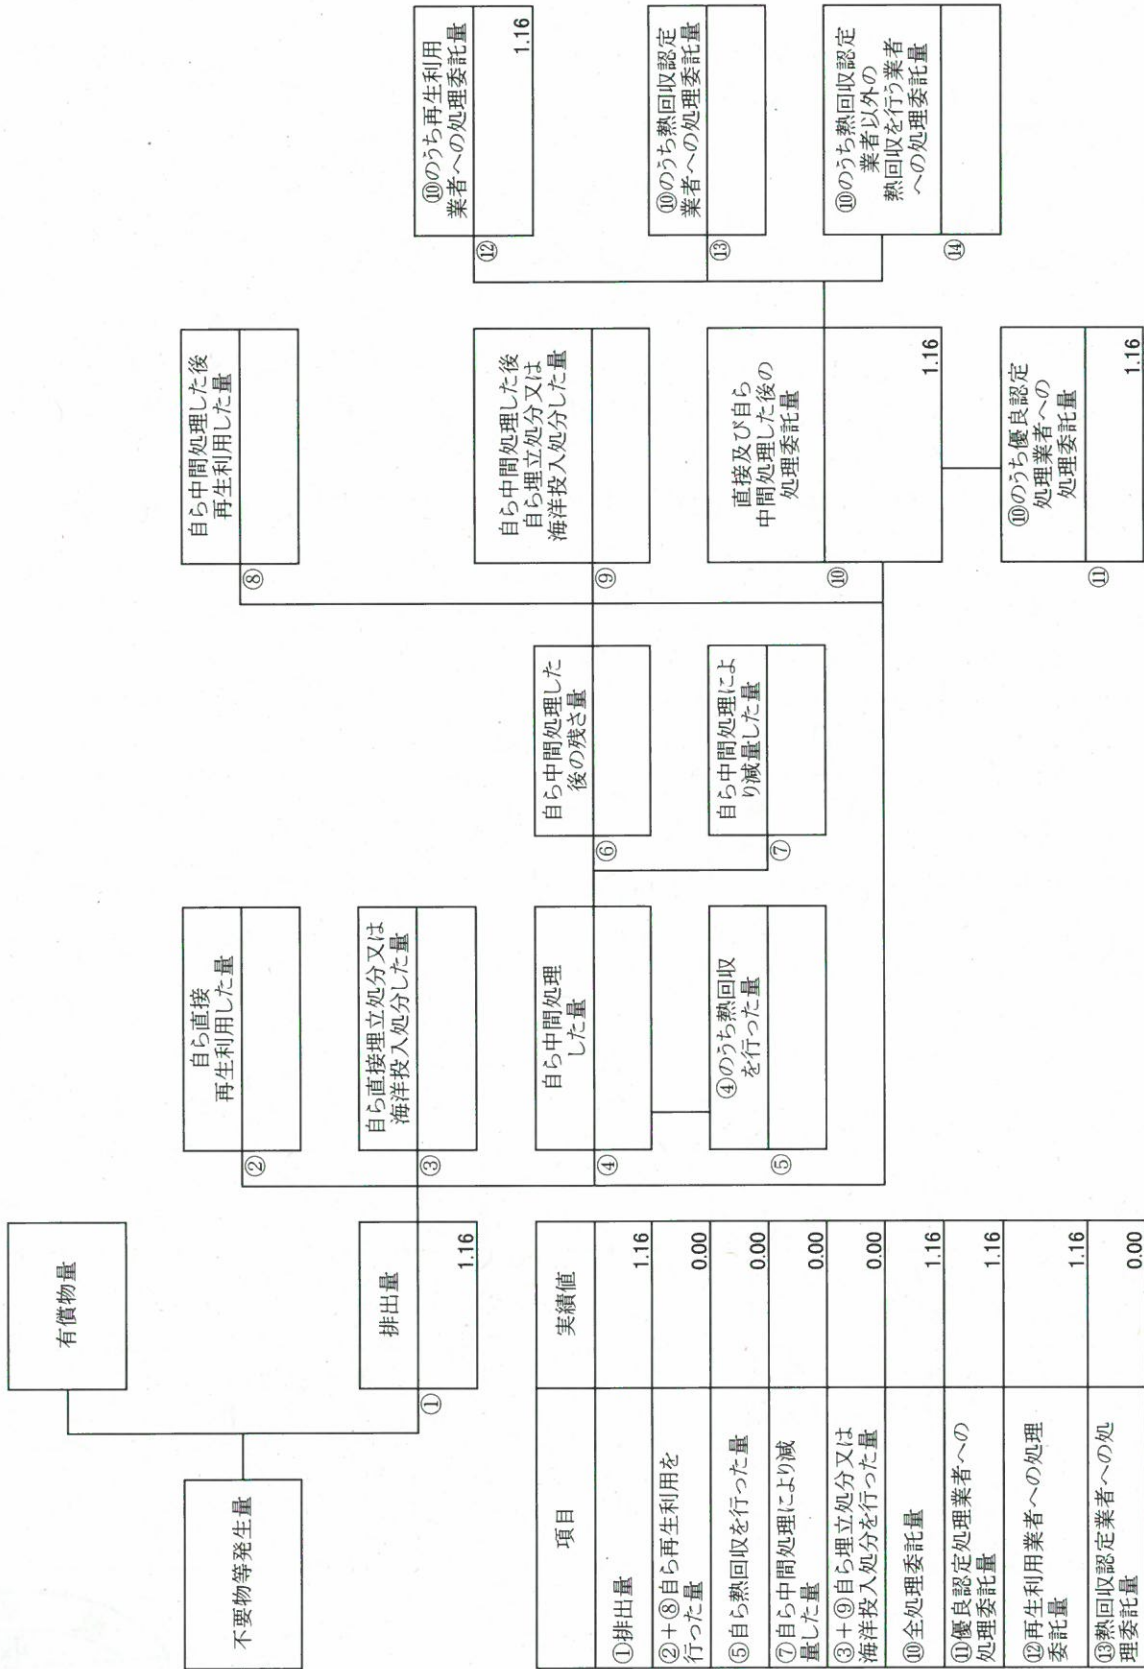 不要物等発生量
有償物量
排出量
①
1.16
自ら直接
再生利用した量
②
自ら直接埋立処分又は
海洋投入処分した量
③
自ら中間処理
した量
④
④のうち熱回収
を行った量
⑤
自ら中間処理した
後の残さ量
⑥
自ら中間処理によ
り減量した量
⑦
自ら中間処理した後
再生利用した量
⑧
自ら中間処理した後
自ら埋立処分又は
海洋投入処分した量
⑨
直接及び自ら
中間処理した後の
処理委託量
⑩
1.16
⑩のうち優良認定
処理業者への
処理委託量
⑪
1.16
⑩のうち再生利用
業者への処理委託量
⑫
1.16
⑩のうち熱回収認定
業者への処理委託量
⑬
⑩のうち熱回収認定
業者以外の
熱回収を行う業者
への処理委託量
⑭
項目 実績値
①排出量 1.16
②+⑧自ら再生利用を
行った量 0.00
⑤自ら熱回収を行った量 0.00
⑦自ら中間処理により減
量した量 0.00
③+⑨自ら埋立処分又は
海洋投入処分を行った量 0.00
⑩全処理委託量 1.16
⑪優良認定処理業者への
処理委託量 1.16
⑫再生利用業者への処理
委託量 1.16
⑬熱回収認定業者への処
理委託量 0.00